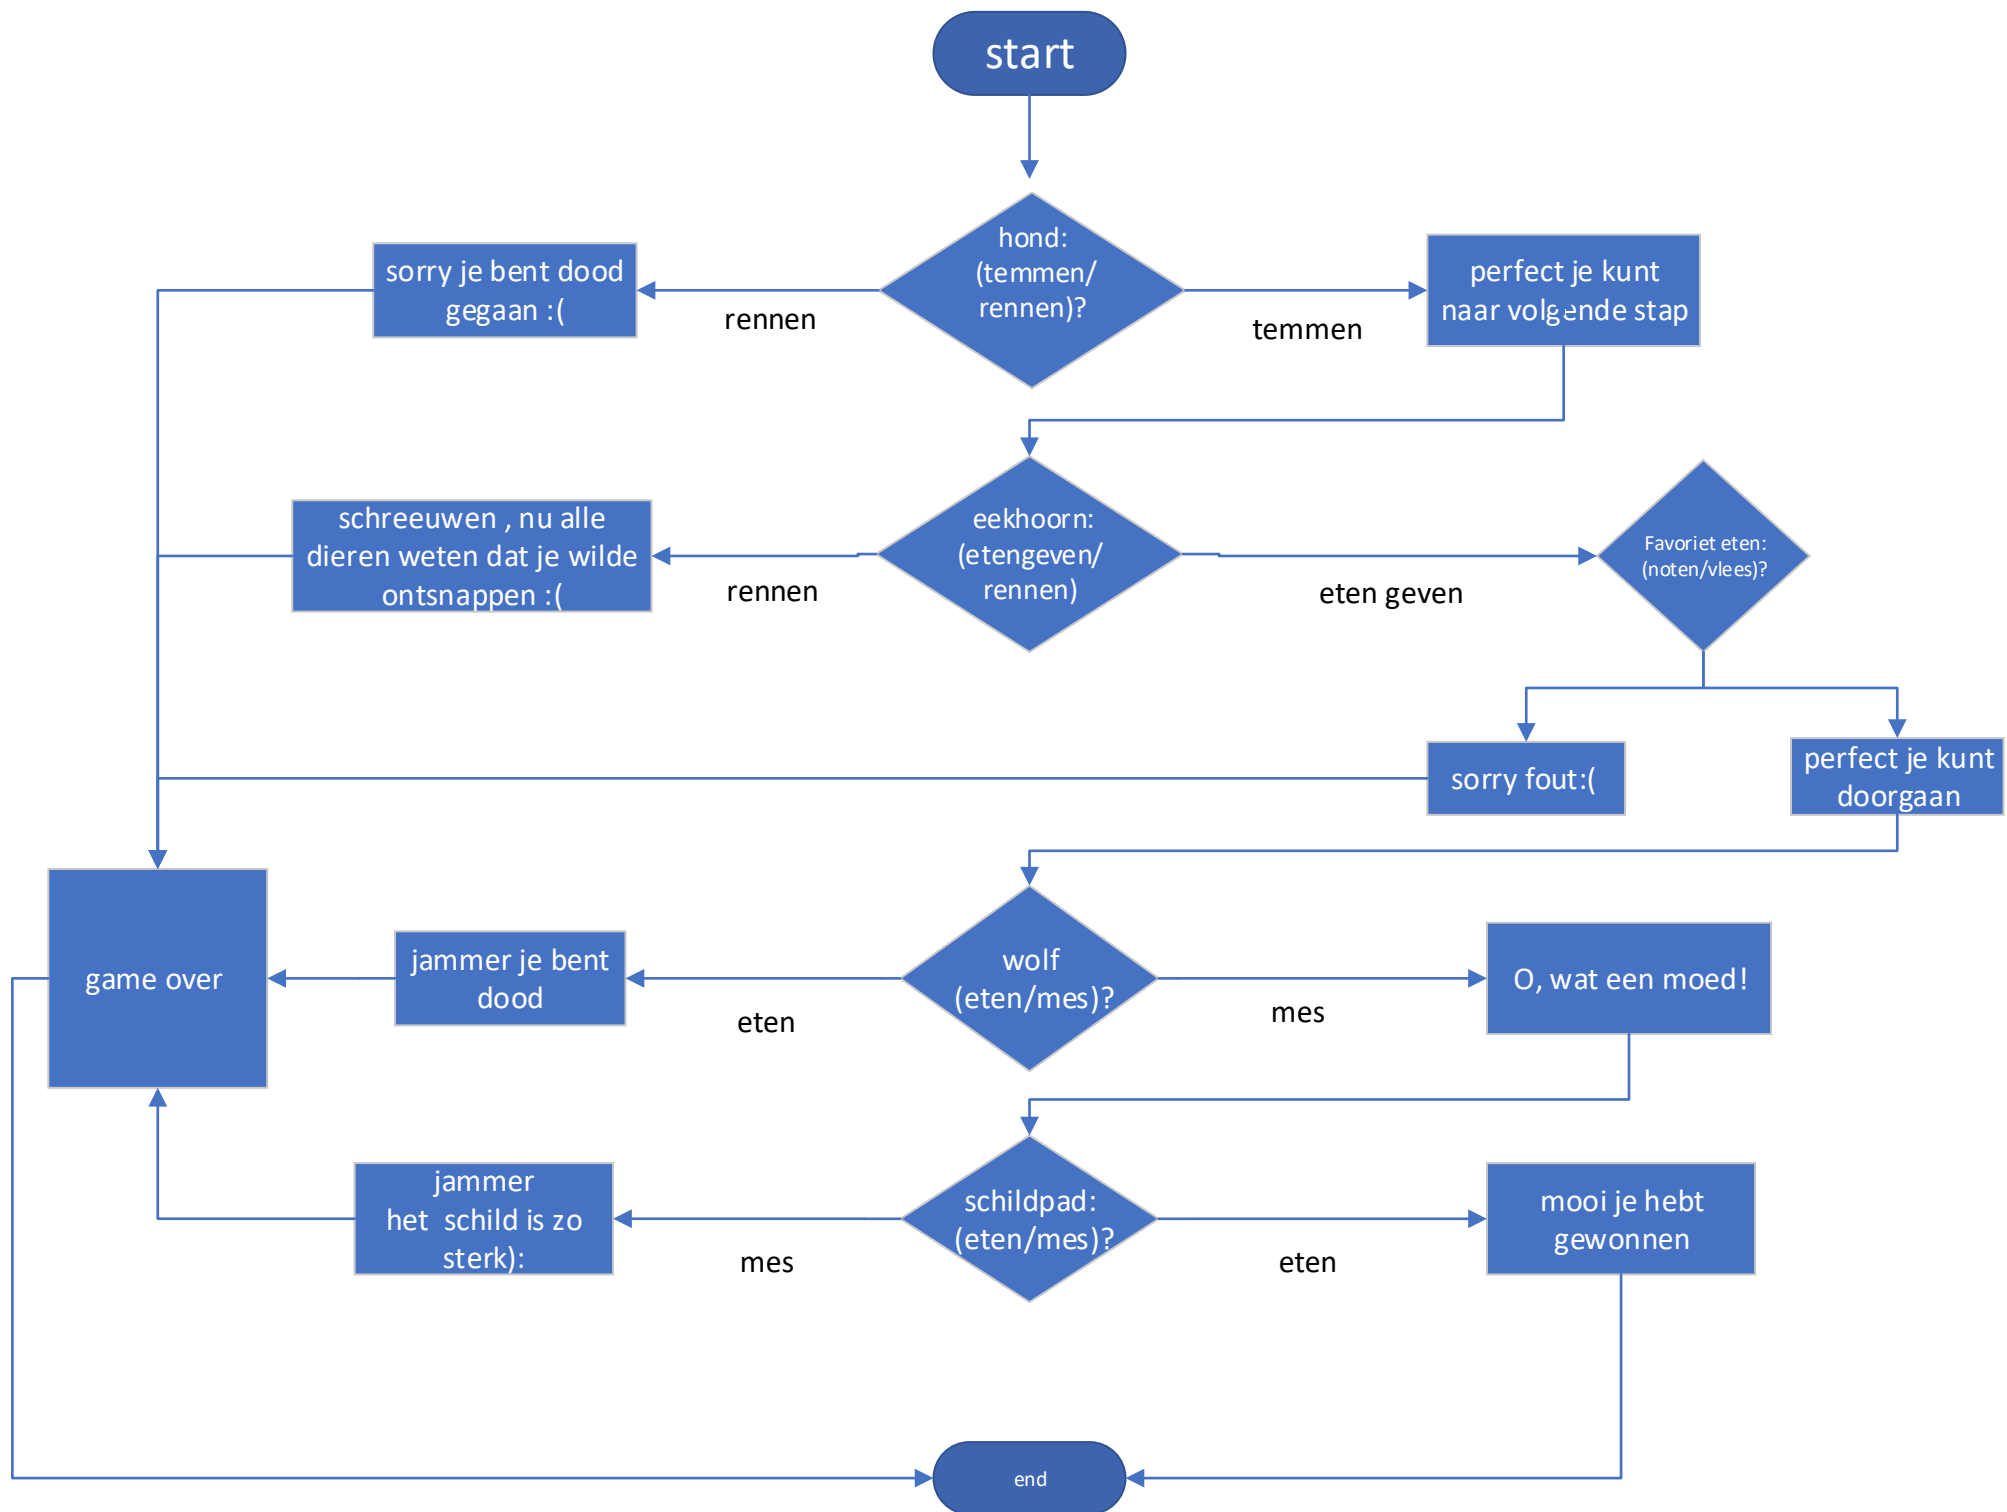 start
hond:
(temmen/
rennen)?
sorry je bent dood
gegaan :(
rennen
temmen
perfect je kunt
naar volgende stap
schreeuwen , nu alle
dieren weten dat je wilde
ontsnappen :(
rennen
eekhoorn:
(etengeven/
rennen)
eten geven
Favoriet eten:
(noten/vlees)?
sorry fout:(
perfect je kunt
doorgaan
game over
jammer je bent
dood
eten
wolf
(eten/mes)?
mes
O, wat een moed!
jammer
het schild is zo
sterk):
mes
schildpad:
(eten/mes)?
eten
mooi je hebt
gewonnen
end